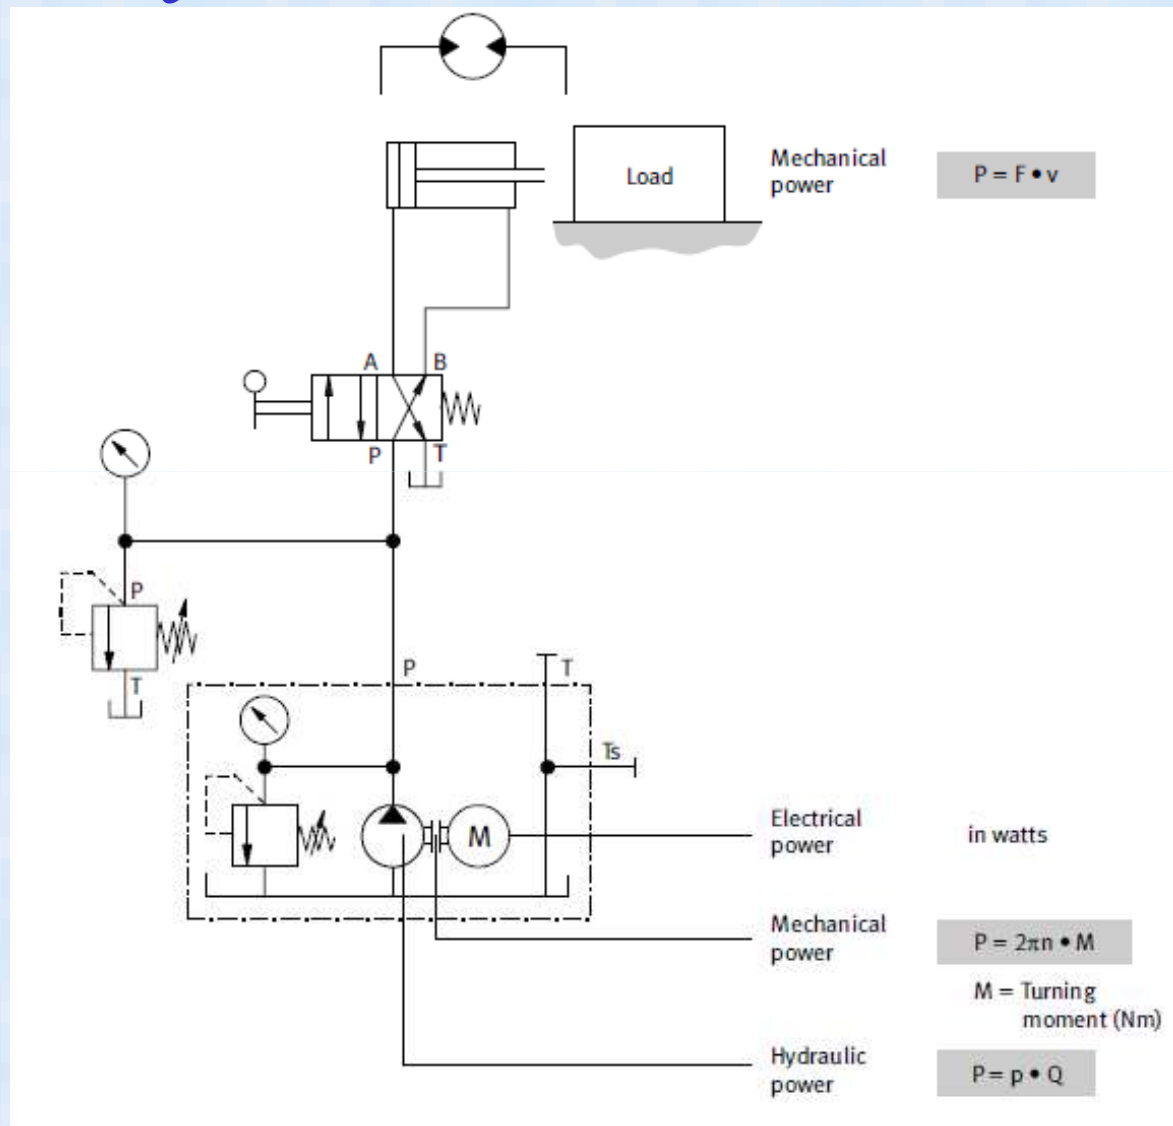 Mechanical
power
P = F • v
Load
A
B
P
T
P
T
P
T
Ts
M
Electrical
power
in watts
Mechanical
power
P = 2πn • M
M = Turning
moment (Nm)
Hydraulic
power
P = p • Q